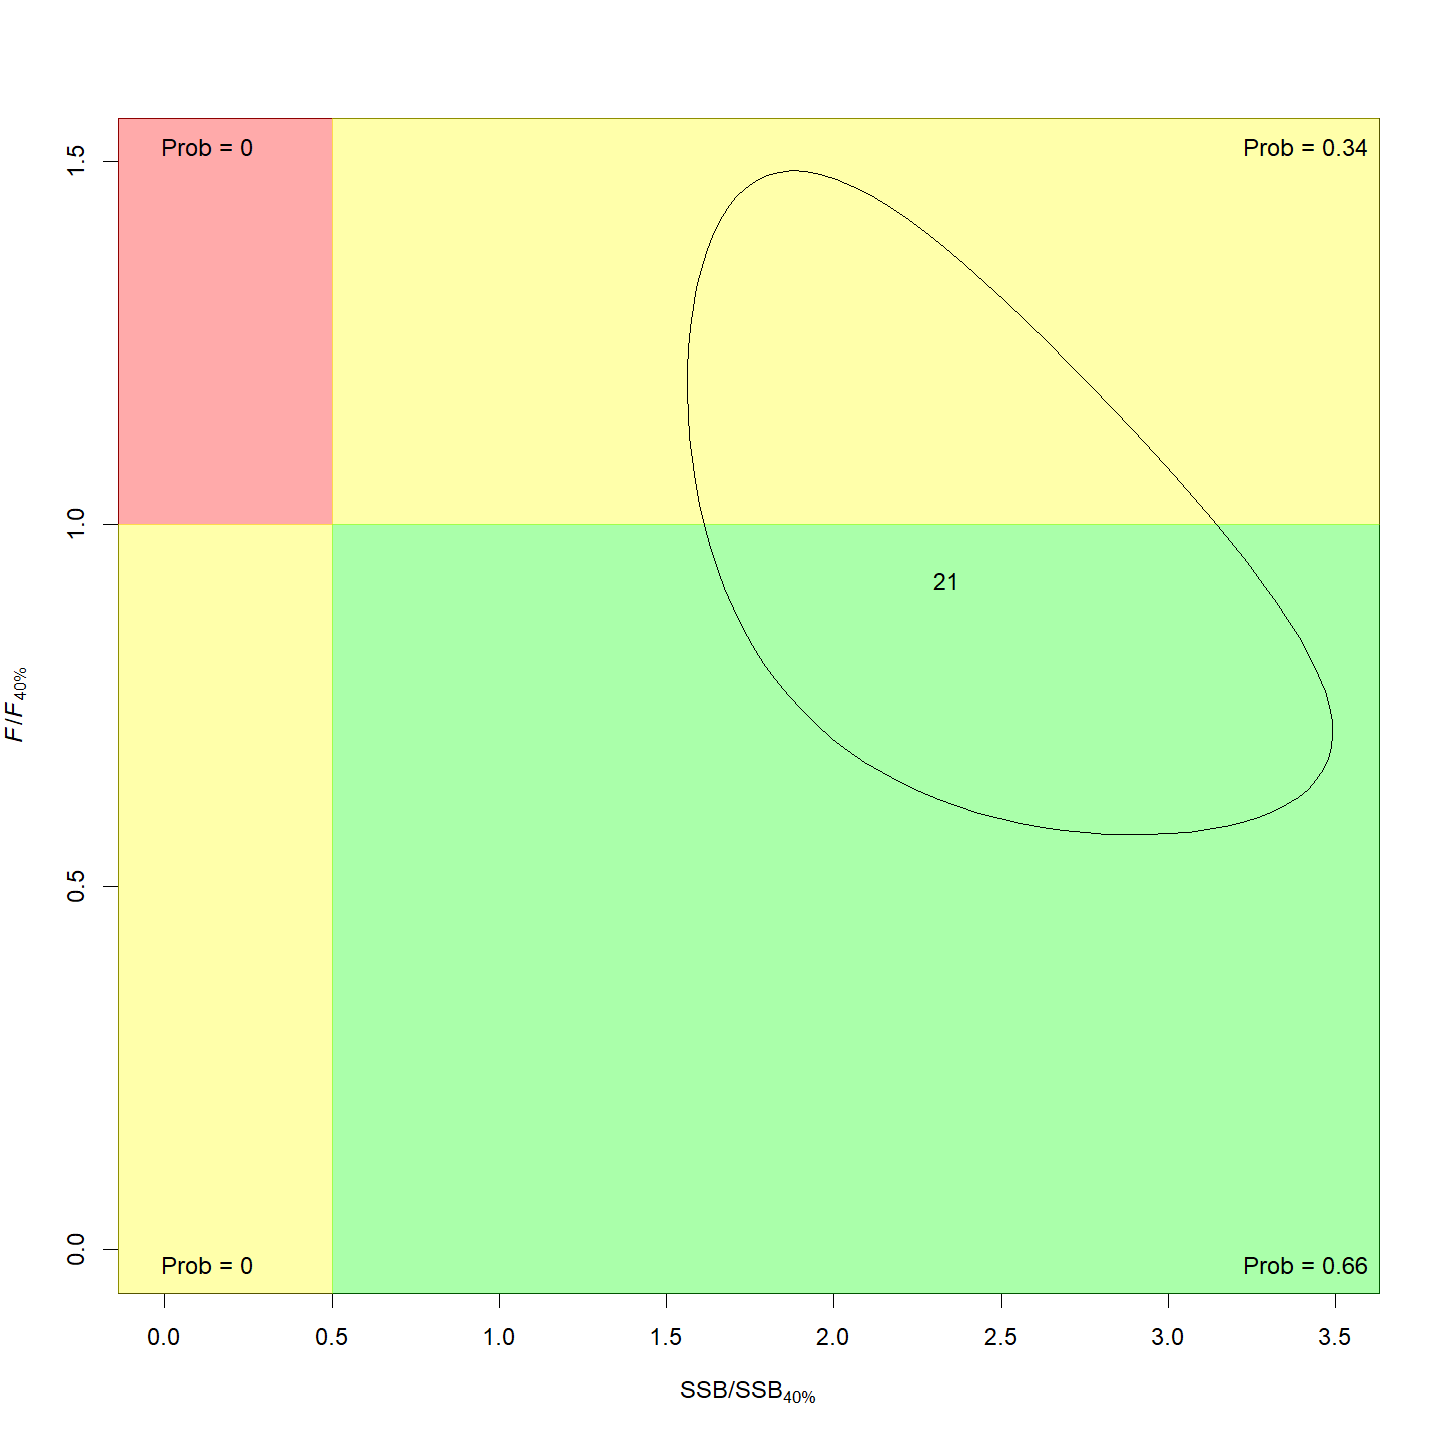 Prob = 0
Prob = 0.34
1.5
1.0
21
F/F40%
0.5
0.0
Prob = 0
Prob = 0.66
0.0 0.5 1.0 1.5 2.0 2.5 3.0 3.5
SSB/SSB40%